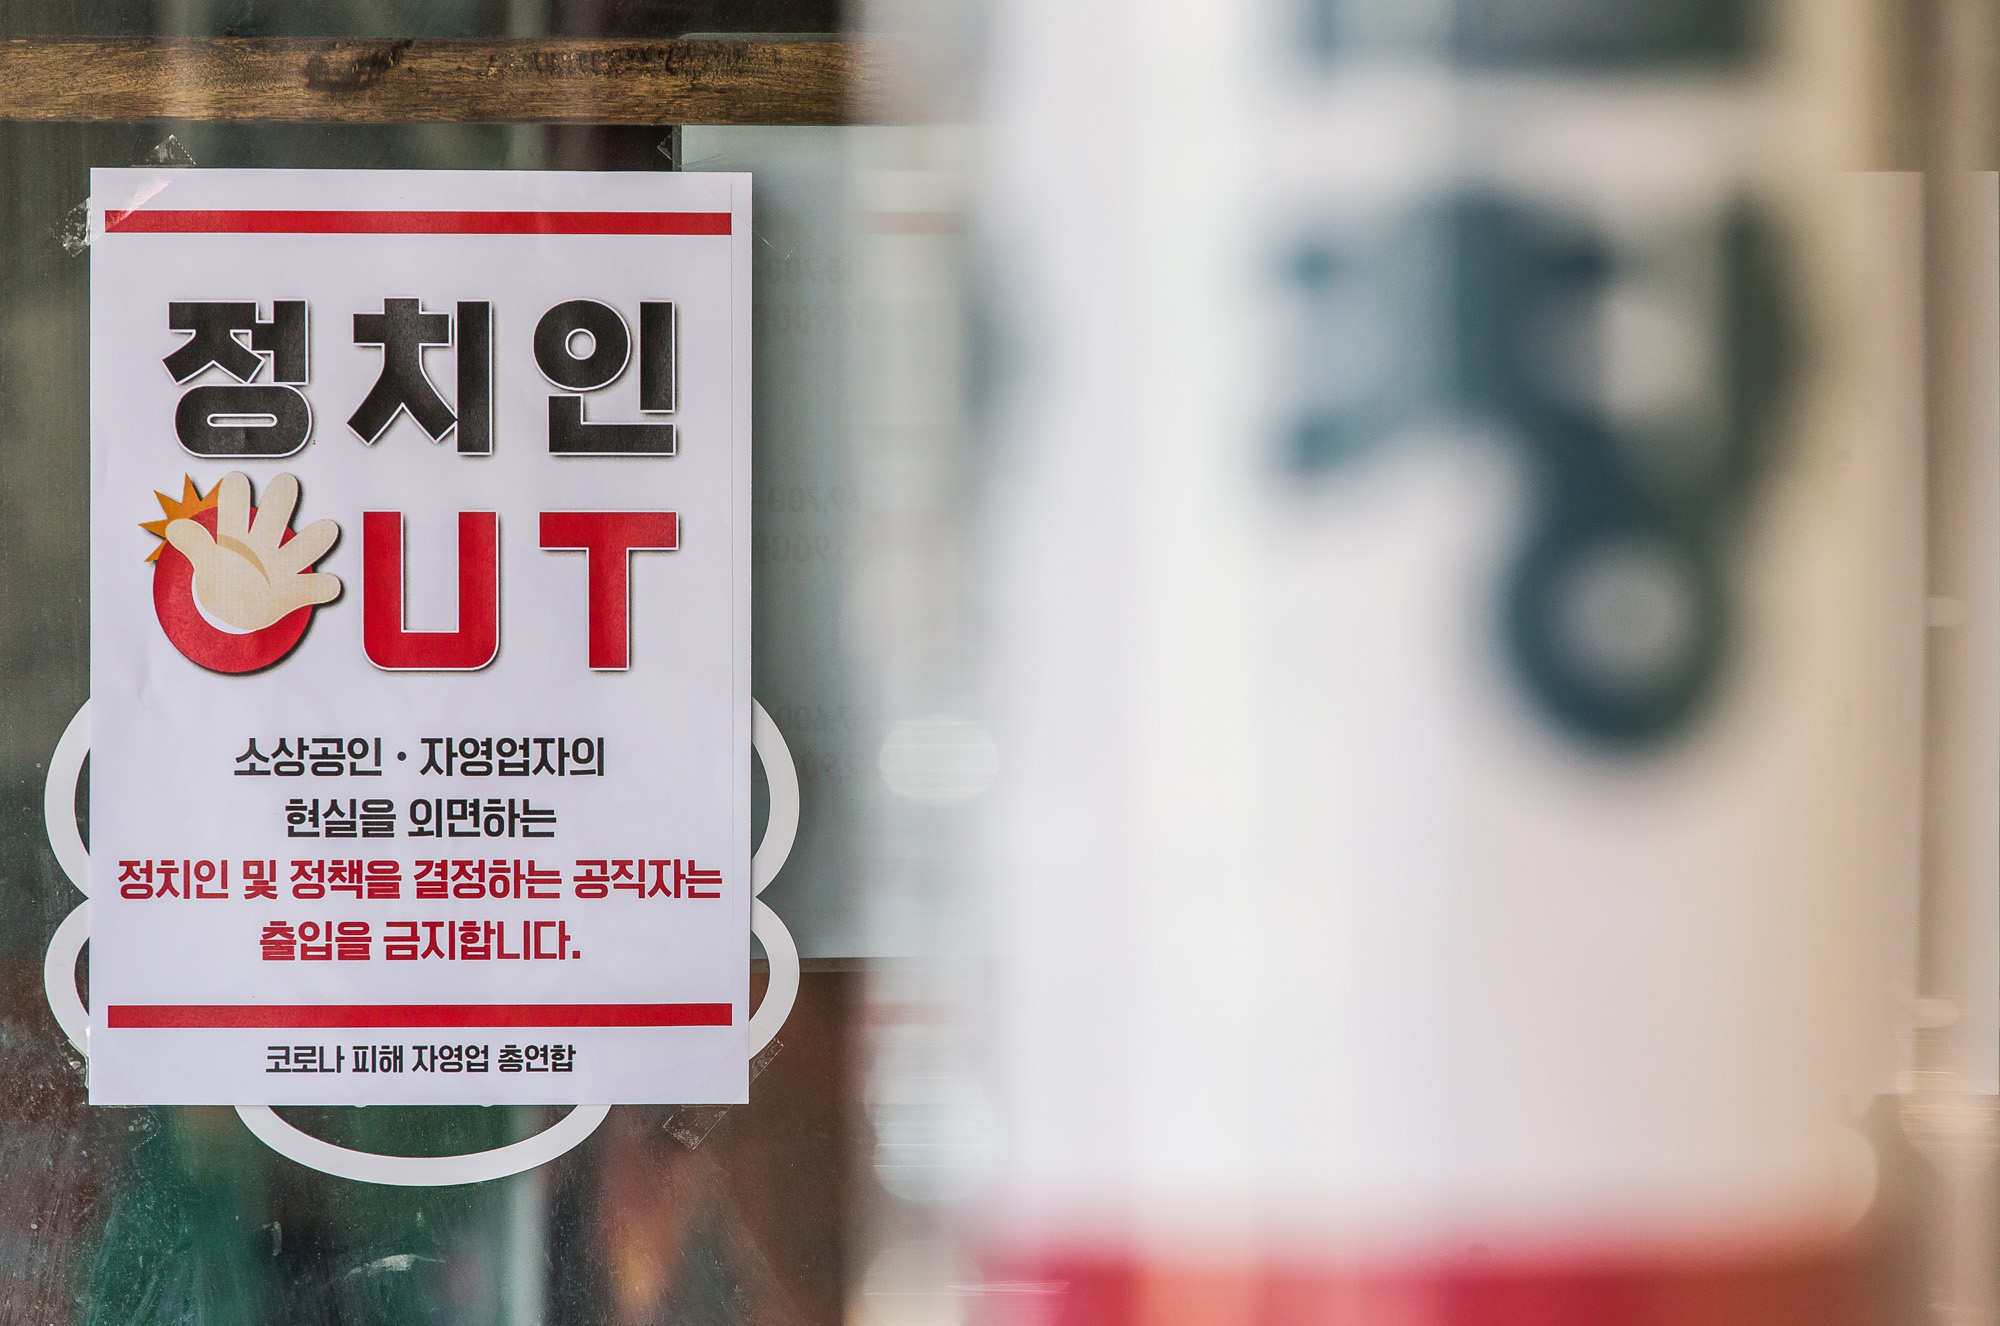 정치인
OUT
소상공인·자영업자의
현실을 외면하는
정치인 및 정책을 결정하는 공직자는
출입을 금지합니다.
코로나 피해 자영업 총연합